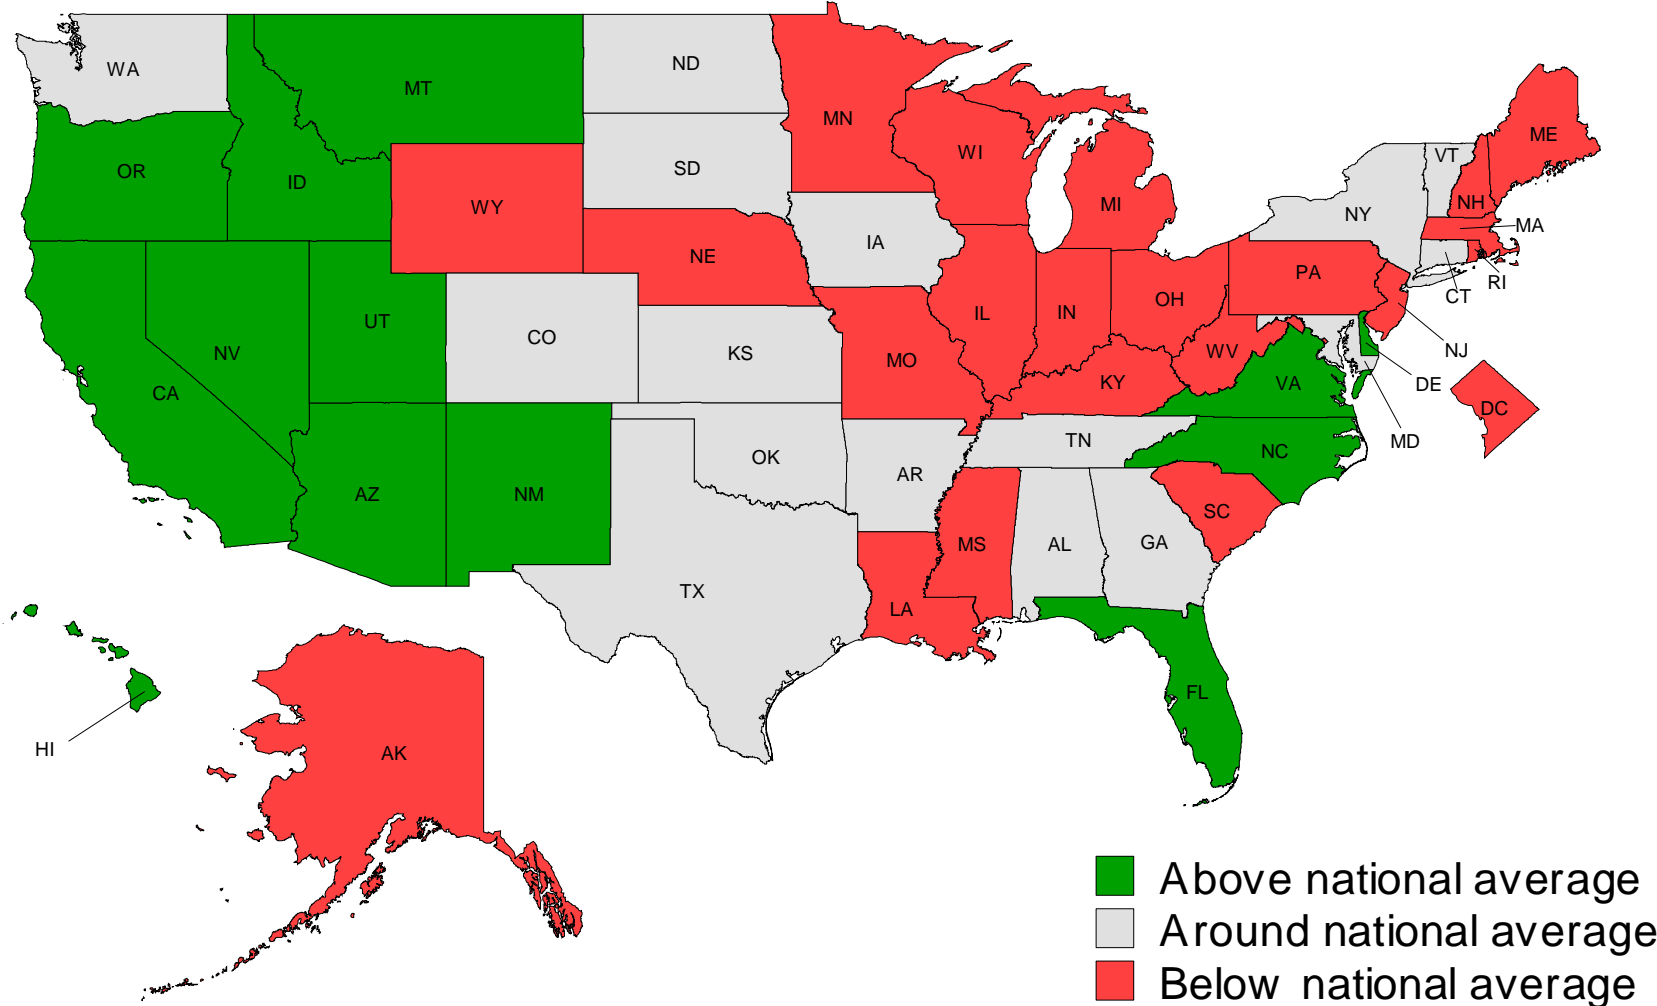 WA
MT
ND
MN
ME
OR
ID
SD
WI
VT
WY
MI
NH
NY
MA
NE
IA
PA
RI
CT
UT
CO
IL
IN
OH
NV
KS
MO
WV
NJ
CA
KY
VA
DE
DC
TN
MD
OK
NC
AR
AZ
NM
SC
MS
AL
GA
TX
LA
FL
HI
AK
Above national average
Around national average
Below national average